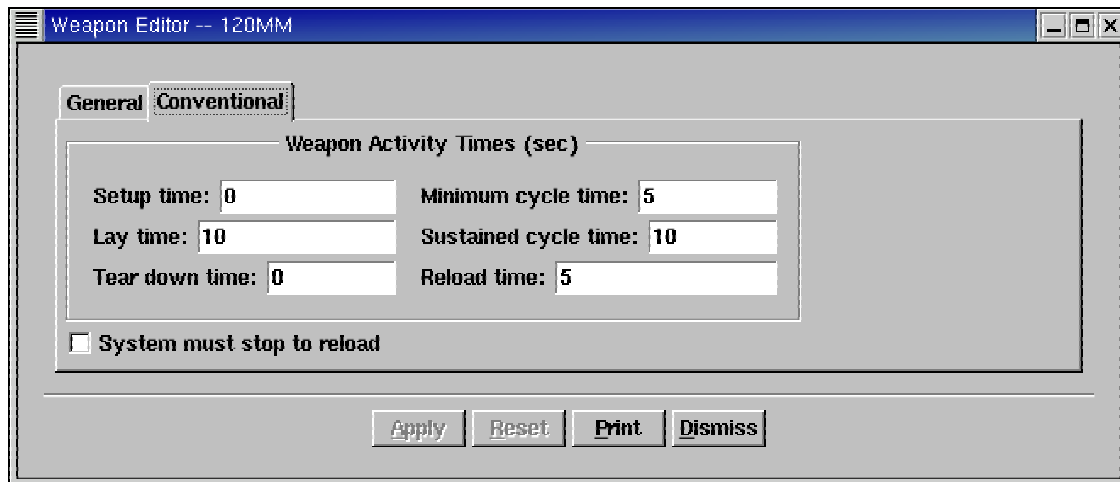 Weapon Editor -- 120MM
General Conventional
Weapon Activity Times (sec)
Setup time: 0 Minimum cycle time: 5
Lay time: 10 Sustained cycle time: 10
Tear down time: 0 Reload time: 5
System must stop to reload
Apply Reset Print Dismiss